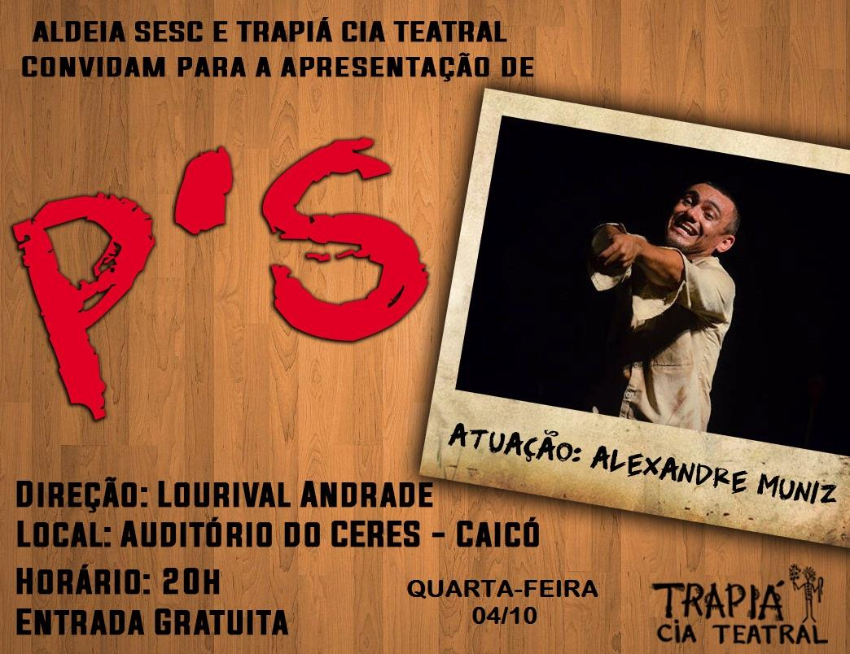 ALDEIA SESC E TRAPIÁ CIA TEATRAL
CONVIDAM PARA A APRESENTAÇÃO DE
P'S
ATUAÇÃO: ALEXANDRE MUNIZ
DIREÇÃO: LOURIVAL ANDRADE
LOCAL: AUDITÓRIO DO CERES - CAICÓ
HORÁRIO: 20H
ENTRADA GRATUITA
QUARTA-FEIRA
04/10
TRAPIÁ
CIA TEATRAL